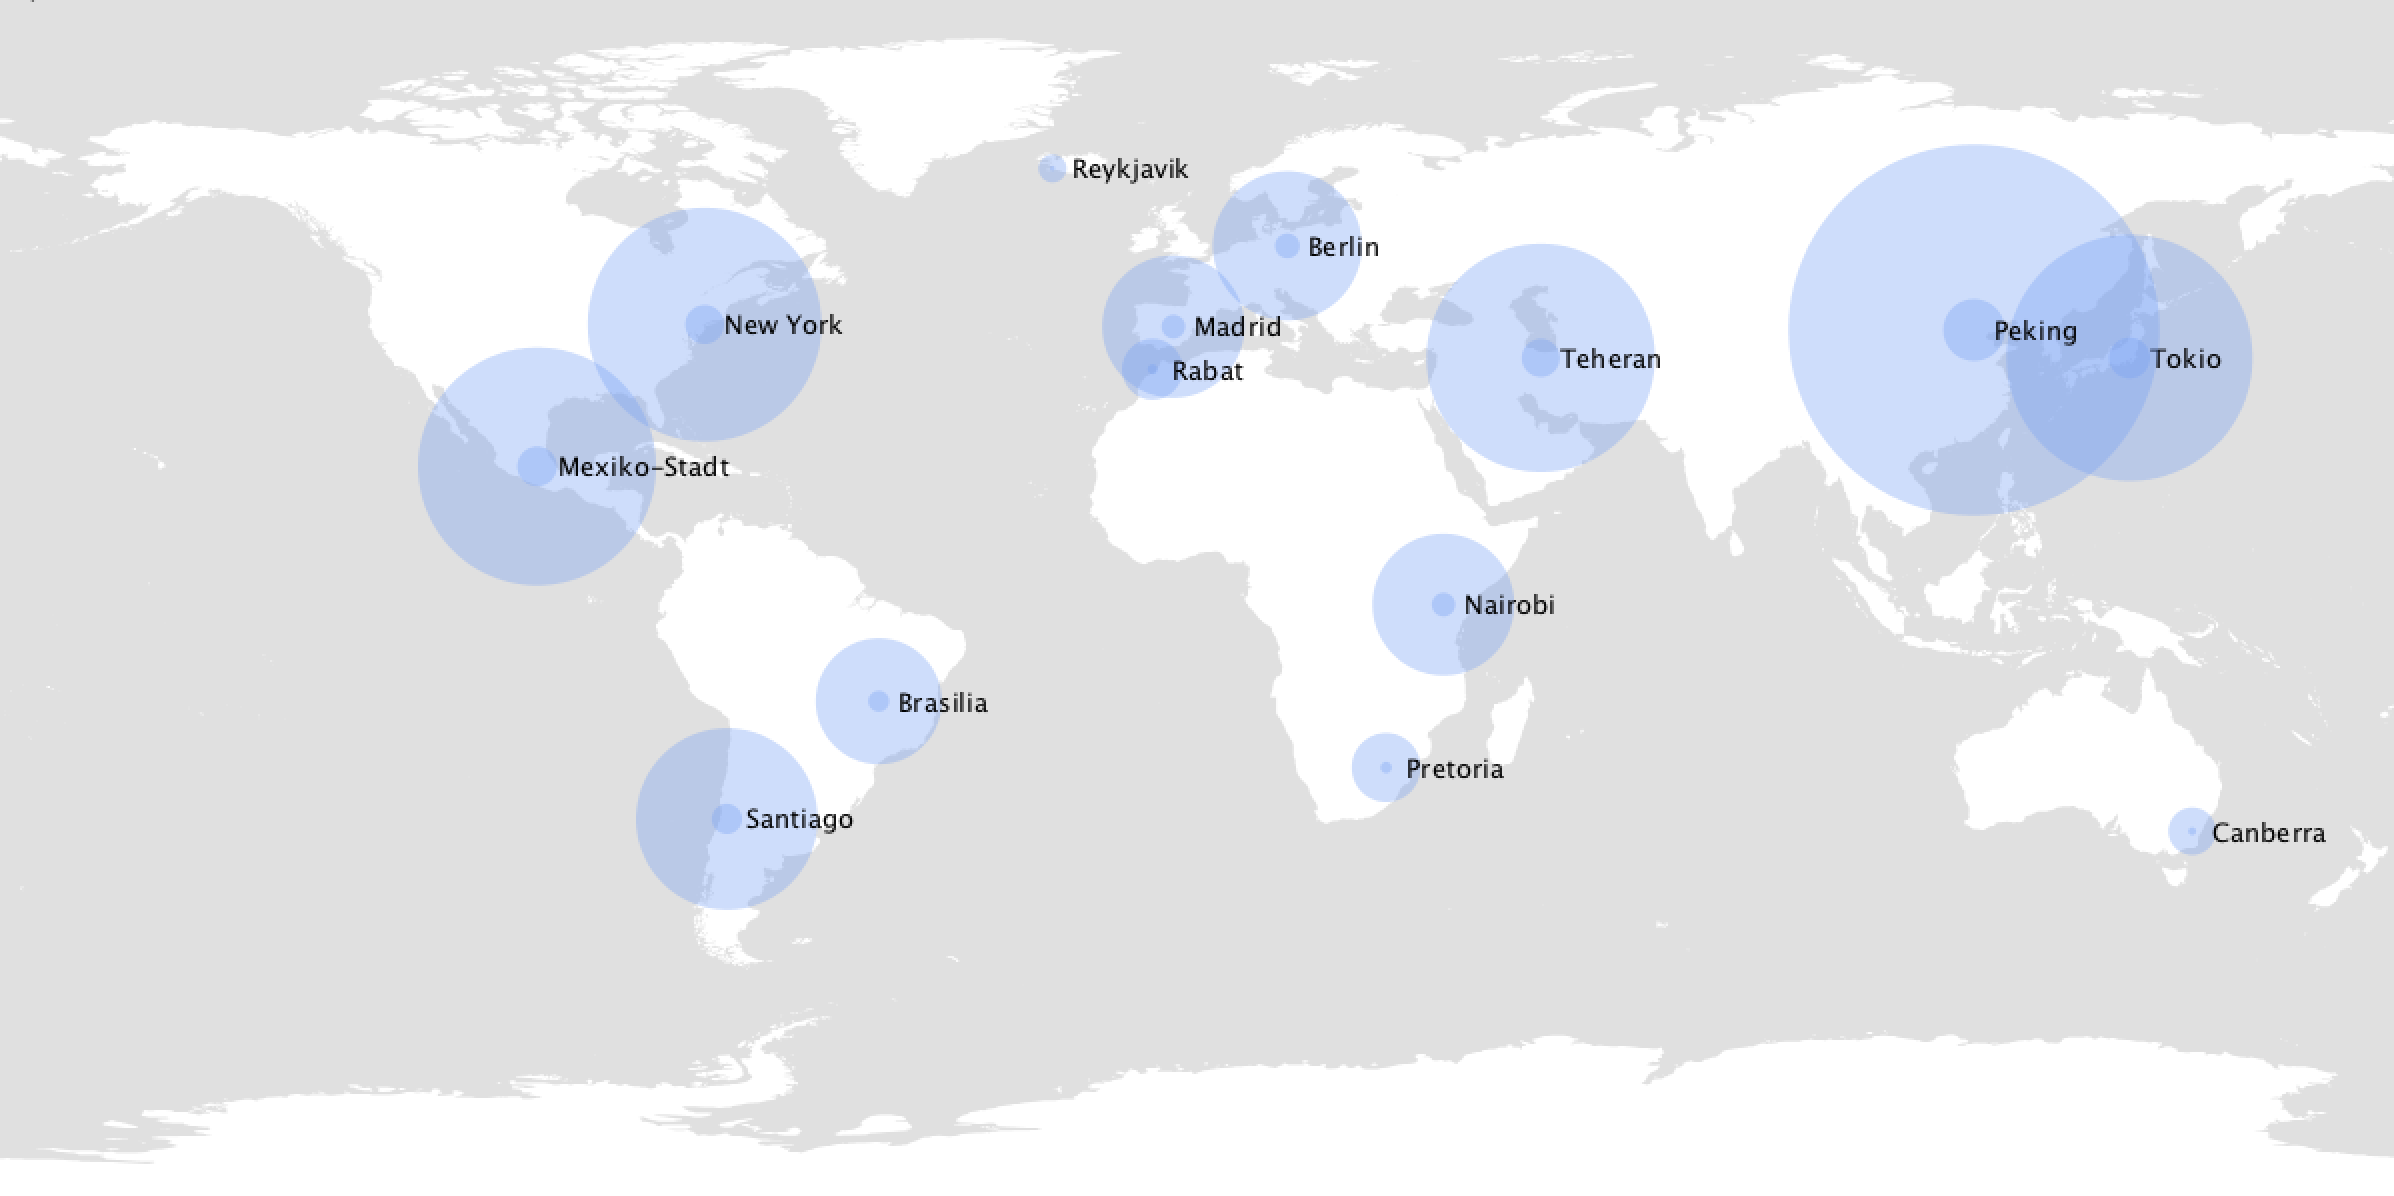 Reykjavik
Berlin
New York
Madrid
Peking
Teheran
Tokio
Rabat
Mexiko-Stadt
Nairobi
Brasilia
Pretoria
Santiago
Canberra